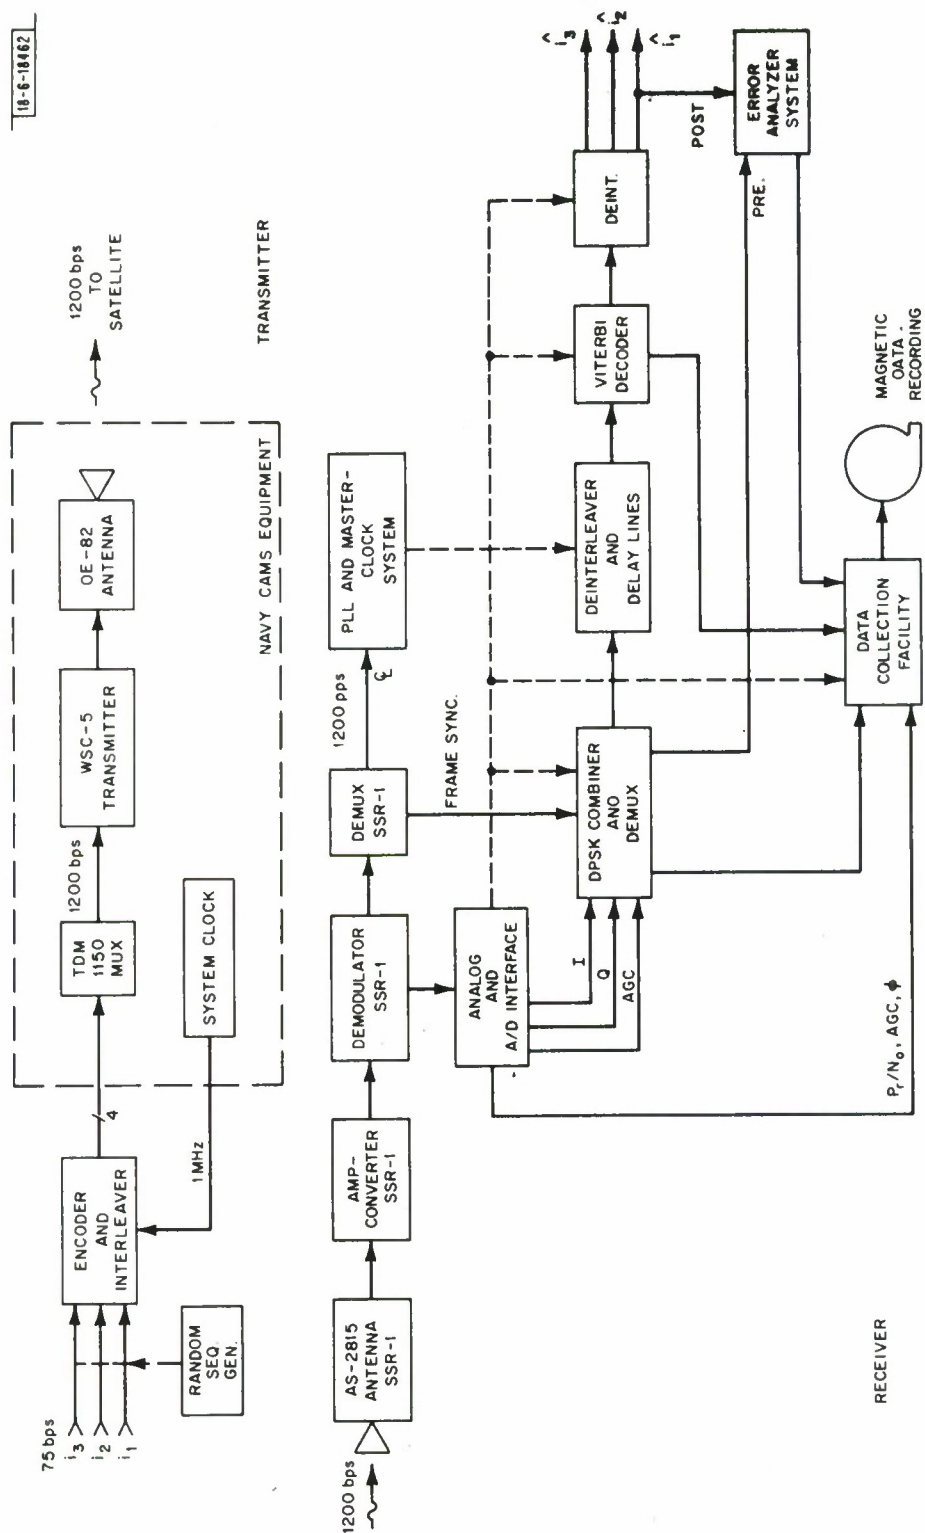 18-6-18462
75 bps
i3
i2
i1
RANDOM
SEQ.
GEN.
ENCODER
AND
INTERLEAVER
4
1MHz
TDM
1150
MUX
1200 bps
SYSTEM CLOCK
WSC-5
TRANSMITTER
OE-82
ANTENNA
NAVY CAMS EQUIPMENT
1200 bps
TO
SATELLITE
TRANSMITTER
1200 bps
AS-2815
ANTENNA
SSR-1
AMP-
CONVERTER
SSR-1
DEMODULATOR
SSR-1
DEMUX
SSR-1
1200 pps
℄
PLL AND MASTER-
CLOCK
SYSTEM
FRAME SYNC.
ANALOG
AND
A/D INTERFACE
I
Q
AGC
DPSK COMBINER
ANO
DEMUX
DEINTERLEAVER
AND
DELAY LINES
VITERBI
DECODER
DEINT.
î3
î2
î1
POST
PRE.
ERROR
ANALYZER
SYSTEM
Pr/No, AGC, ϕ
DATA
COLLECTION
FACILITY
MAGNETIC
DATA.
RECORDING
RECEIVER